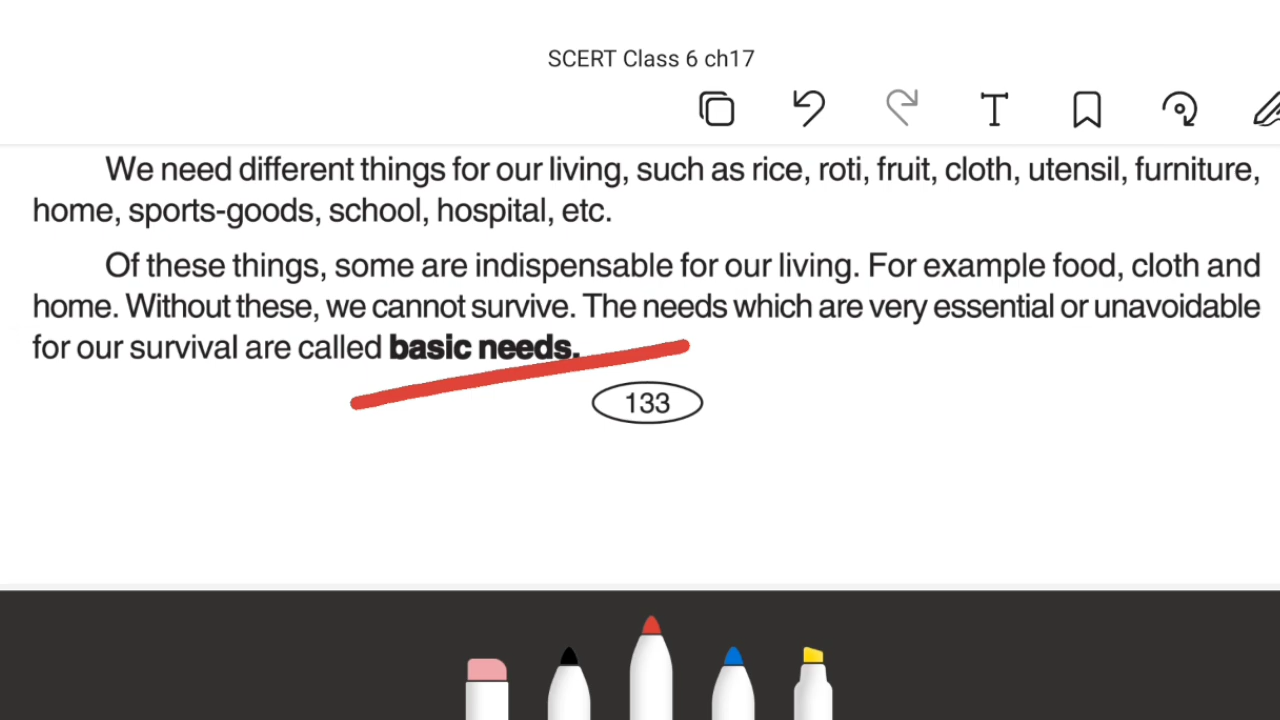 SCERT Class 6 ch17
We need different things for our living, such as rice, roti, fruit, cloth, utensil, furniture,
home, sports-goods, school, hospital, etc.
Of these things, some are indispensable for our living. For example food, cloth and
home. Without these, we cannot survive. The needs which are very essential or unavoidable
for our survival are called basic needs.
133